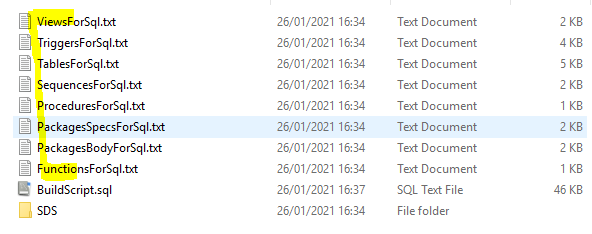 ViewsForSql.txt 26/01/2021 16:34 Text Document 2 KB
TriggersForSql.txt 26/01/2021 16:34 Text Document 4 KB
TablesForSql.txt 26/01/2021 16:34 Text Document 5 KB
SequencesForSql.txt 26/01/2021 16:34 Text Document 2 KB
ProceduresForSql.txt 26/01/2021 16:34 Text Document 1 KB
PackagesSpecsForSql.txt 26/01/2021 16:34 Text Document 2 KB
PackagesBodyForSql.txt 26/01/2021 16:34 Text Document 2 KB
FunctionsForSql.txt 26/01/2021 16:34 Text Document 1 KB
BuildScript.sql 26/01/2021 16:37 SQL Text File 46 KB
SDS 26/01/2021 16:34 File folder